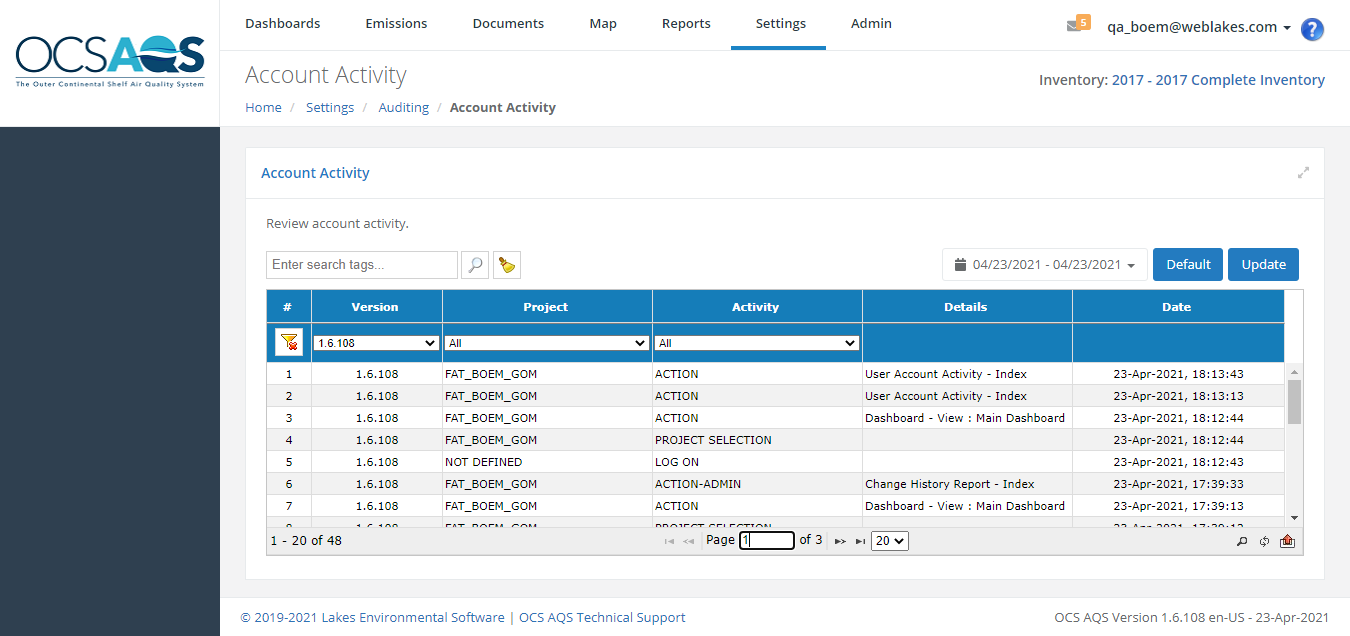 OCSAQS
The Outer Continental Shelf Air Quality System
Dashboards Emissions Documents Map Reports Settings Admin
5 qa_boem@weblakes.com ?
Account Activity
Inventory: 2017 - 2017 Complete Inventory
Home / Settings / Auditing / Account Activity
Account Activity
Review account activity.
Enter search tags...
04/23/2021 - 04/23/2021 Default Update
# Version Project Activity Details Date
1.6.108 All All
1 1.6.108 FAT_BOEM_GOM ACTION User Account Activity - Index 23-Apr-2021, 18:13:43
2 1.6.108 FAT_BOEM_GOM ACTION User Account Activity - Index 23-Apr-2021, 18:13:13
3 1.6.108 FAT_BOEM_GOM ACTION Dashboard - View : Main Dashboard 23-Apr-2021, 18:12:44
4 1.6.108 FAT_BOEM_GOM PROJECT SELECTION 23-Apr-2021, 18:12:44
5 1.6.108 NOT DEFINED LOG ON 23-Apr-2021, 18:12:43
6 1.6.108 FAT_BOEM_GOM ACTION-ADMIN Change History Report - Index 23-Apr-2021, 17:39:33
7 1.6.108 FAT_BOEM_GOM ACTION Dashboard - View : Main Dashboard 23-Apr-2021, 17:39:13
8 1.6.108 FAT_BOEM_GOM PROJECT SELECTION
1 - 20 of 48 Page 1 of 3 20
© 2019-2021 Lakes Environmental Software | OCS AQS Technical Support
OCS AQS Version 1.6.108 en-US - 23-Apr-2021